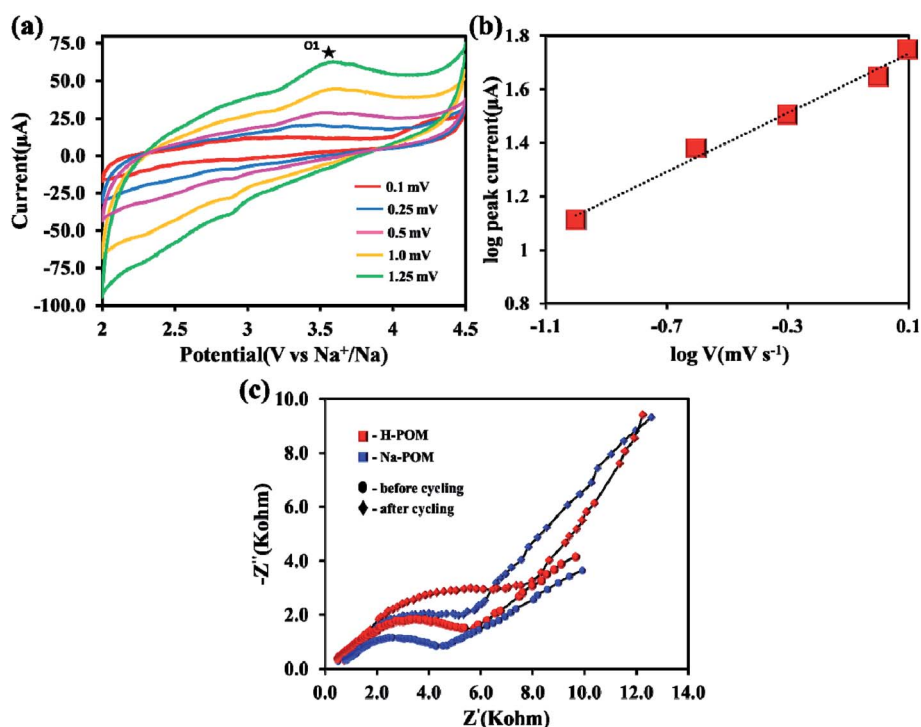 (a)
75.0
50.0
25.0
0.0
-25.0
-50.0
-75.0
-100.0
Current(µA)
O1 ★
0.1 mV
0.25 mV
0.5 mV
1.0 mV
1.25 mV
2 2.5 3 3.5 4 4.5
Potential(V vs Na⁺/Na)
(b)
1.8
1.6
1.4
1.2
1
0.8
log peak current(µA)
-1.1 -0.7 -0.3 0.1
log V(mV s⁻¹)
(c)
10.0
8.0
6.0
4.0
2.0
0.0
-Z''(Kohm)
- H-POM
- Na-POM
- before cycling
- after cycling
0.0 2.0 4.0 6.0 8.0 10.0 12.0 14.0
Z'(Kohm)